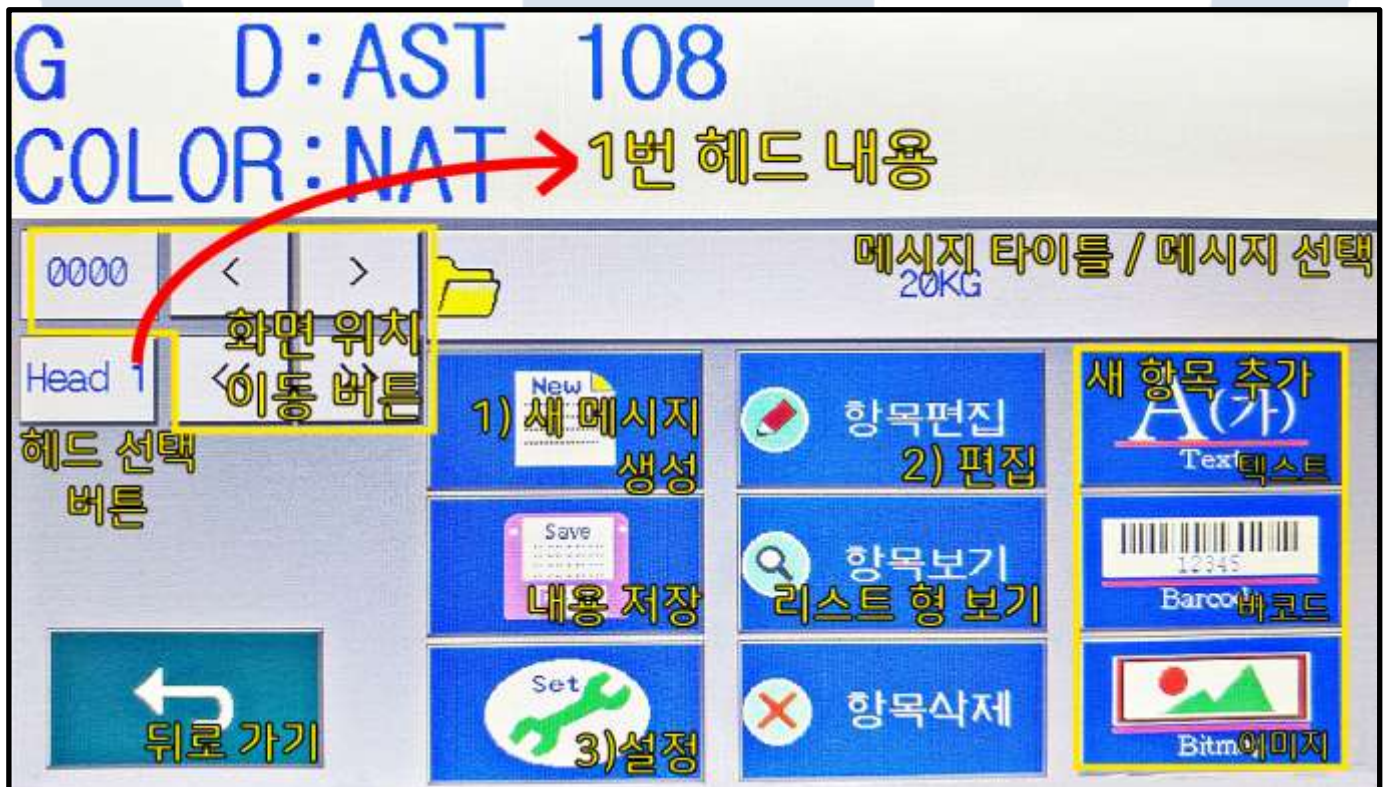 G    D:AST 108
COLOR:NAT
1번 헤드 내용
0000
<
>
메시지 타이틀 / 메시지 선택
20KG
화면 위치
이동 버튼
Head 1
헤드 선택
버튼
New
1) 새 메시지
생성
항목편집
2) 편집
새 항목 추가
A(가)
Text
텍스트
Save
내용 저장
항목보기
리스트 형 보기
12345
바코드
뒤로 가기
Set
3)설정
항목삭제
이미지